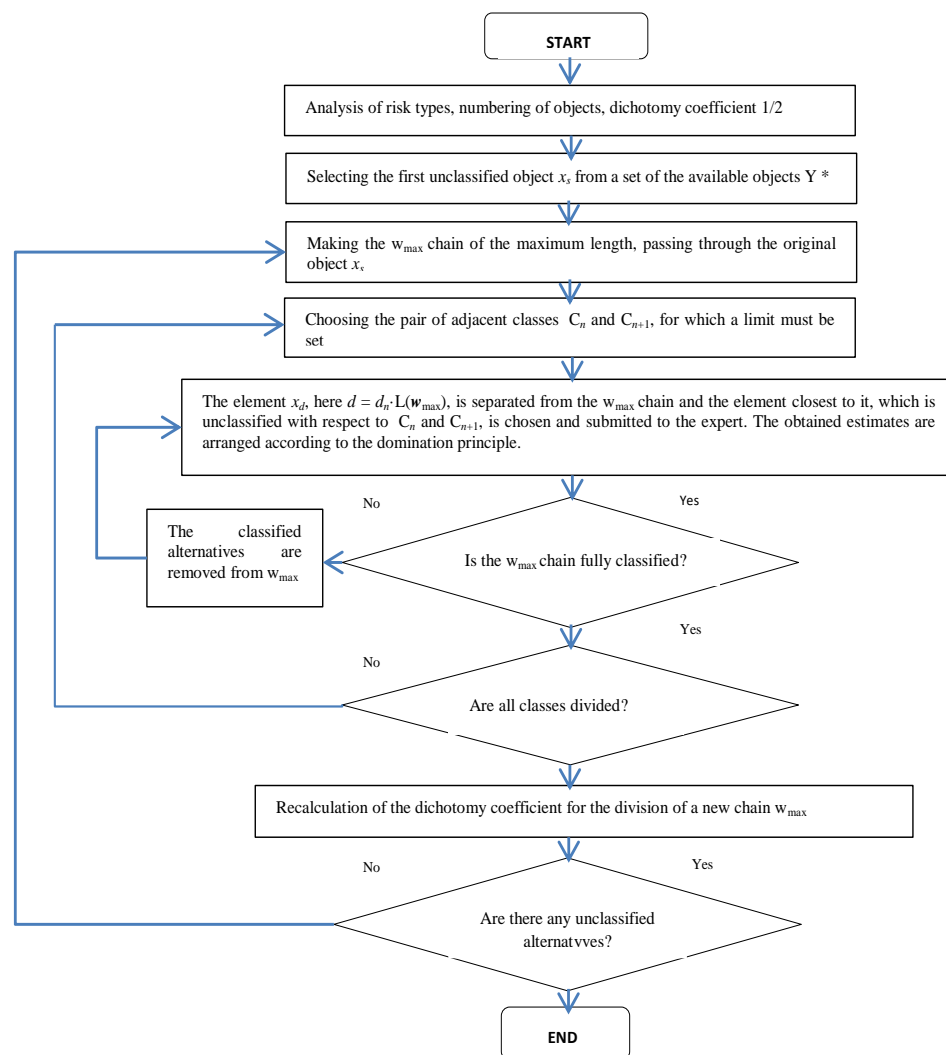 START
Analysis of risk types, numbering of objects, dichotomy coefficient 1/2
Selecting the first unclassified object xₛ from a set of the available objects Y *
Making the wmax chain of the maximum length, passing through the original
object xₛ
Choosing the pair of adjacent classes Cn and Cn+1, for which a limit must be
set
The element xd, here d = dn·L(wmax), is separated from the wmax chain and the element closest to it, which is
unclassified with respect to Cn and Cn+1, is chosen and submitted to the expert. The obtained estimates are
arranged according to the domination principle.
No
Yes
The classified
alternatives are
removed from wmax
Is the wmax chain fully classified?
No
Yes
Are all classes divided?
Recalculation of the dichotomy coefficient for the division of a new chain wmax
No
Yes
Are there any unclassified
alternatvves?
END